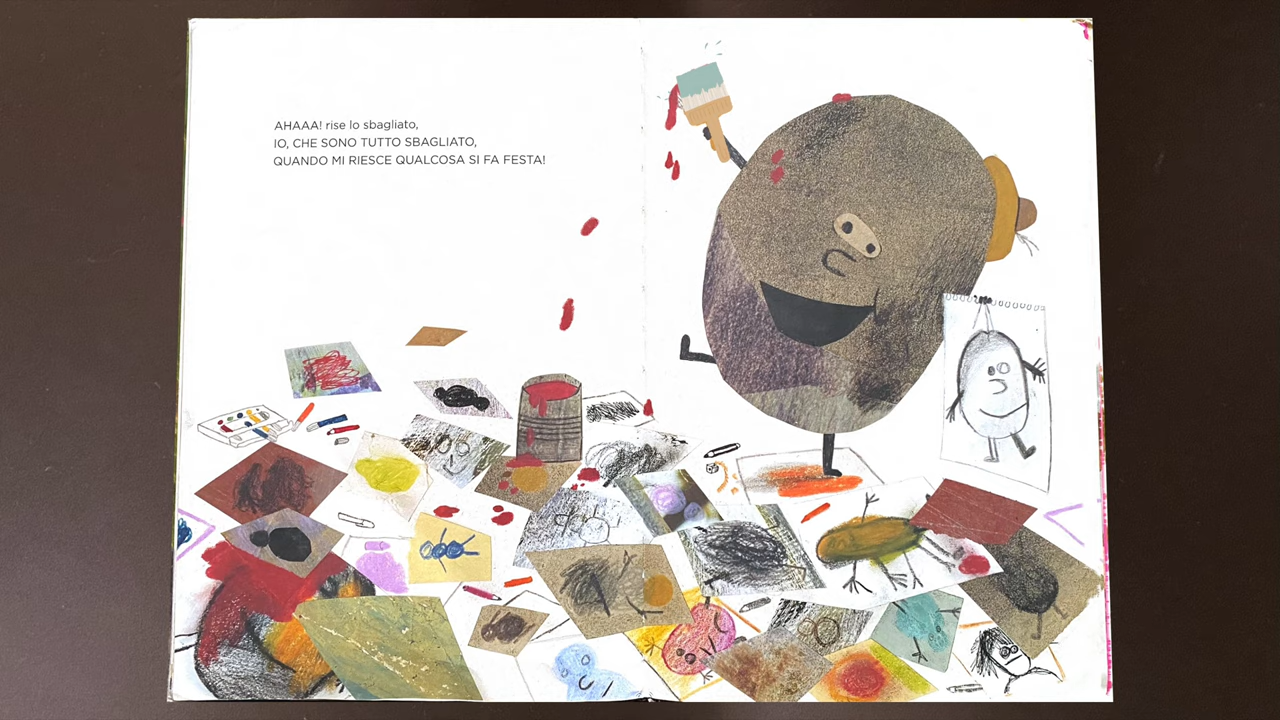 AHAAA! rise lo sbagliato,
IO, CHE SONO TUTTO SBAGLIATO,
QUANDO MI RIESCE QUALCOSA SI FA FESTA!